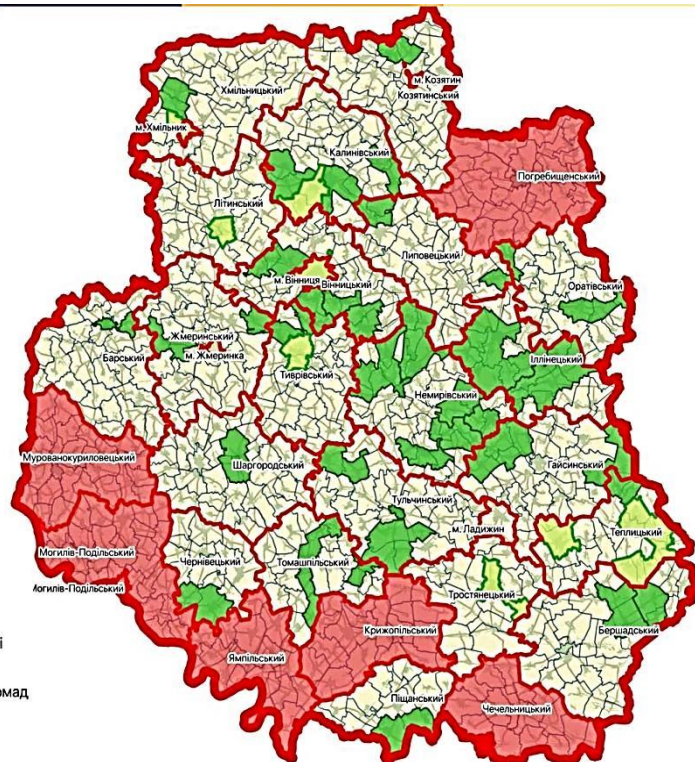 Хмільницький
м. Козятин
Козятинський
м. Хмільник
Калинівський
Погребищенський
Літинський
Липовецький
м. Вінниця
Вінницький
Оратівський
Жмеринський
Барський
м. Жмеринка
Тиврівський
Іллінецький
Немирівський
Мурованокуриловецький
Шаргородський
Гайсинський
Тульчинський
м. Ладижин
Теплицький
Могилів-Подільський
Чернівецький
Томашпільський
Могилів-Подільський
Тростянецький
Крижопільський
Бершадський
і
Ямпільський
омад
Піщанський
Чечельницький